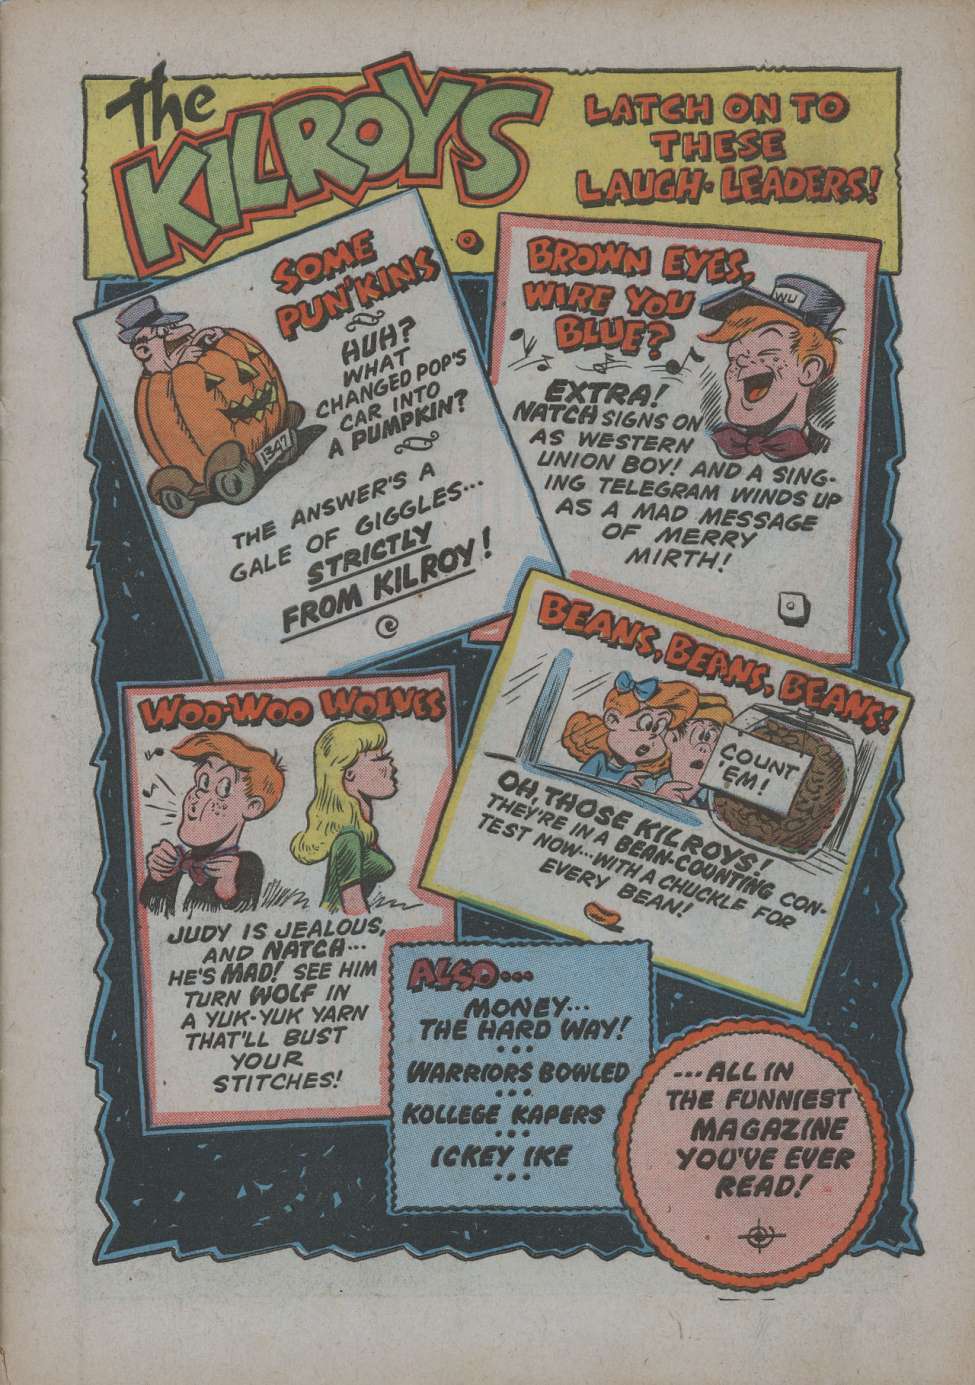 The
KILROYS
LATCH ON TO
THESE
LAUGH-LEADERS!
SOME
PUN'KINS
HUH?
WHAT
CHANGED POP'S
CAR INTO
A PUMPKIN?
1347
THE ANSWER'S A
GALE OF GIGGLES...
STRICTLY
FROM KILROY!
BROWN EYES,
WIRE YOU
BLUE?
WU
EXTRA!
NATCH SIGNS ON
AS WESTERN
UNION BOY! AND A SING-
ING TELEGRAM WINDS UP
AS A MAD MESSAGE
OF MERRY
MIRTH!
BEANS, BEANS, BEANS!
COUNT
'EM!
OH, THOSE KILROYS!
THEY'RE IN A BEAN-COUNTING CON-
TEST NOW...WITH A CHUCKLE FOR
EVERY BEAN!
WOO-WOO WOLVES
JUDY IS JEALOUS,
AND NATCH...
HE'S MAD! SEE HIM
TURN WOLF IN
A YUK-YUK YARN
THAT'LL BUST
YOUR
STITCHES!
ALSO...
MONEY...
THE HARD WAY!
WARRIORS BOWLED
KOLLEGE KAPERS
ICKEY IKE
...ALL IN
THE FUNNIEST
MAGAZINE
YOU'VE EVER
READ!